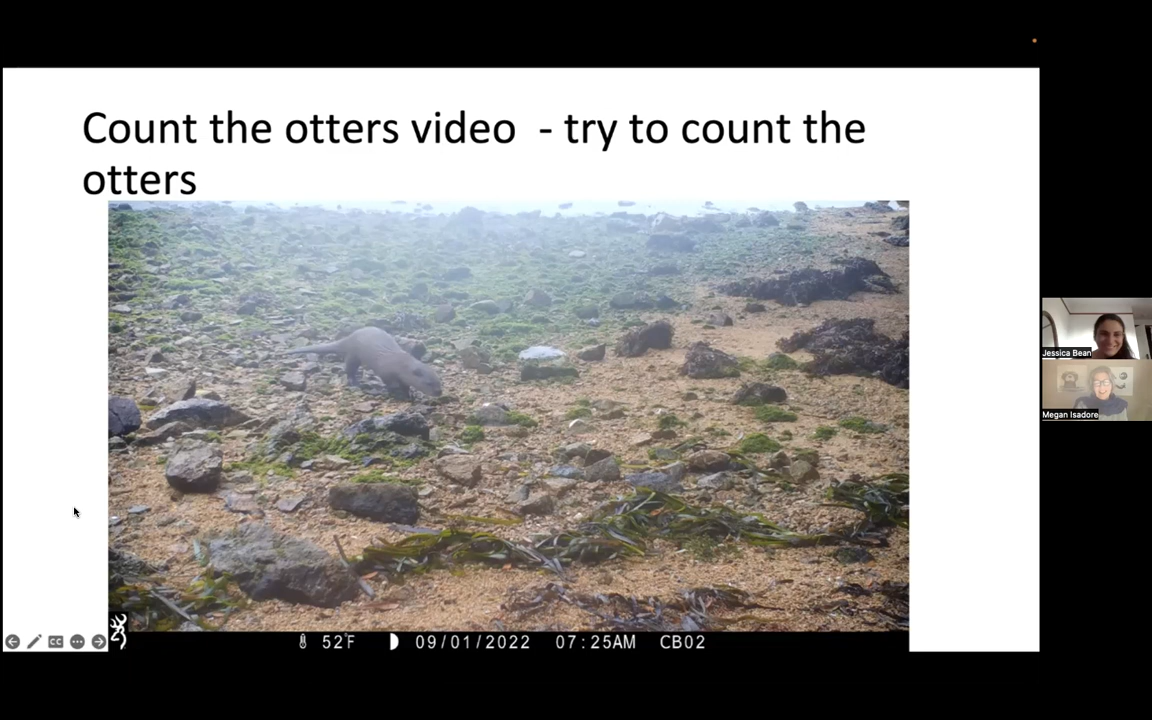 Count the otters video - try to count the
otters
Jessica Bean
Megan Isadore
CC
52°F 09/01/2022 07:25AM CB02